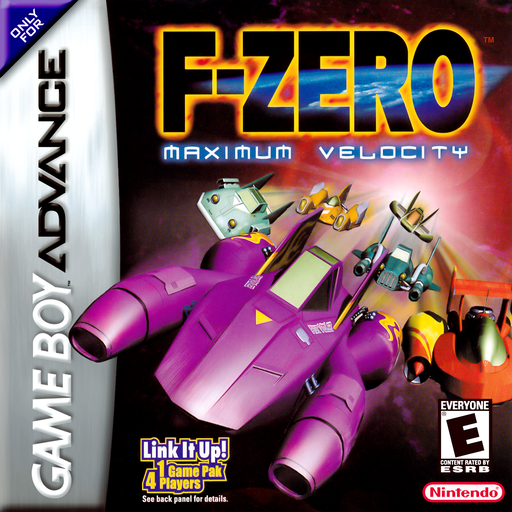 ONLY
FOR
GAME BOY ADVANCE
F-ZERO
TM
MAXIMUM VELOCITY
Link It Up!
1 Game Pak
4 Players
See back panel for details.
EVERYONE
E
CONTENT RATED BY
ESRB
Nintendo